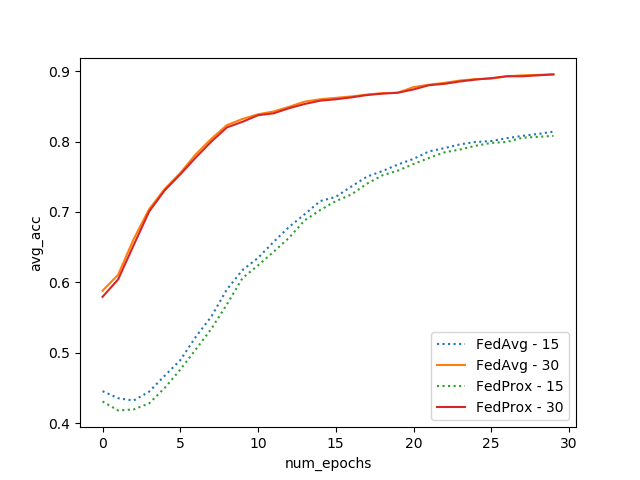 0.9
0.8
0.7
0.6
0.5
0.4
avg_acc
0
5
10
15
20
25
30
num_epochs
FedAvg - 15
FedAvg - 30
FedProx - 15
FedProx - 30